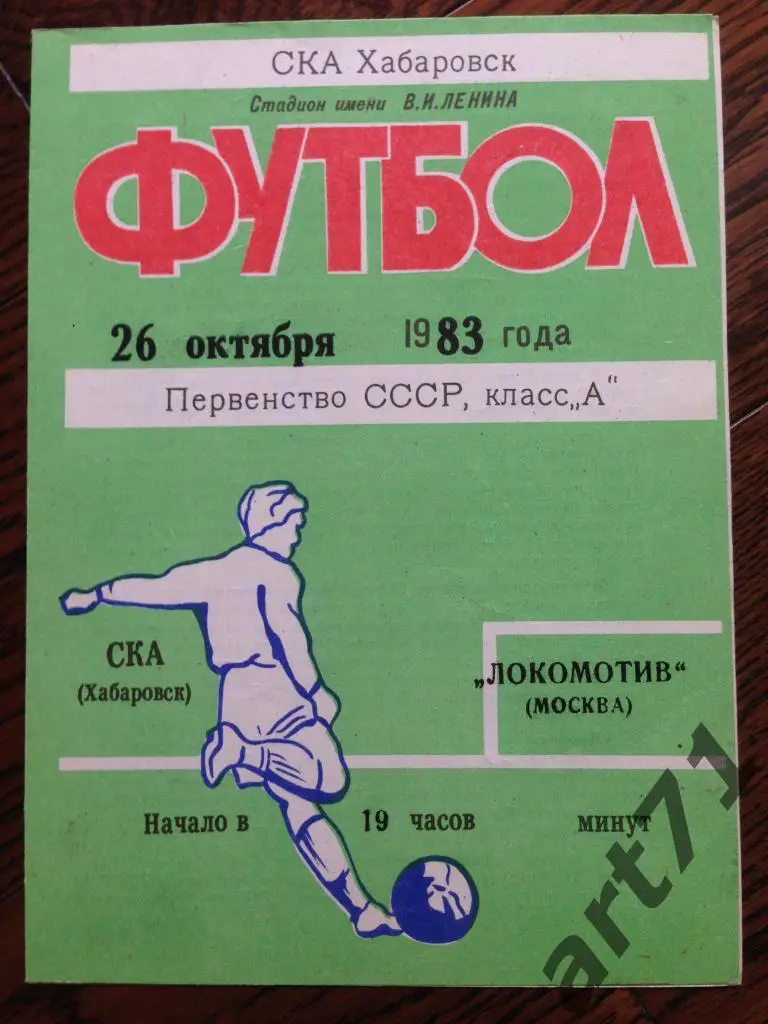 СКА Хабаровск
Стадион имени В.И.ЛЕНИНА
ФУТБОЛ
26 октября 1983 года
Первенство СССР, класс„А“
СКА
(Хабаровск)
„ЛОКОМОТИВ“
(МОСКВА)
Начало в 19 часов минут
art71